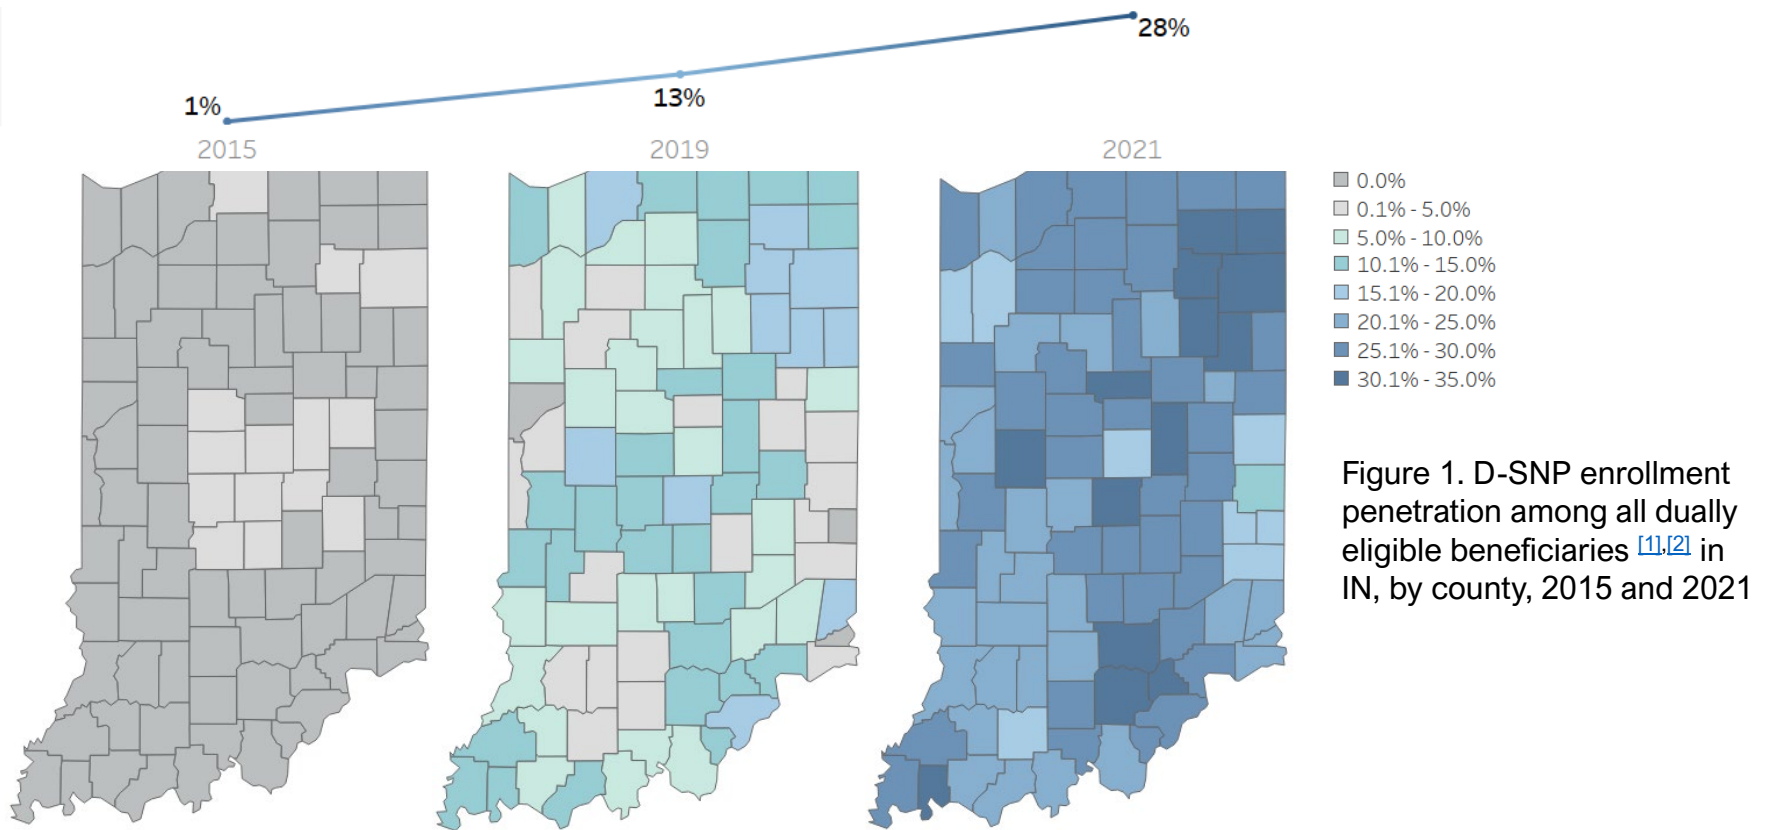 28%
1%
13%
2015
2019
2021
0.0%
0.1% - 5.0%
5.0% - 10.0%
10.1% - 15.0%
15.1% - 20.0%
20.1% - 25.0%
25.1% - 30.0%
30.1% - 35.0%
Figure 1. D-SNP enrollment
penetration among all dually
eligible beneficiaries [1],[2] in
IN, by county, 2015 and 2021